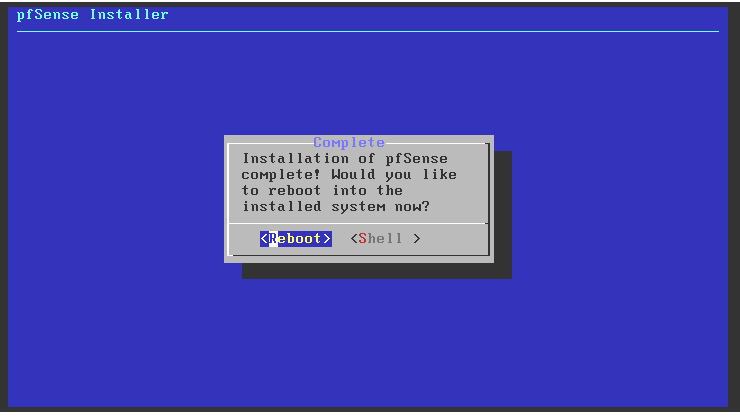 pfSense Installer
Complete
Installation of pfSense
complete! Would you like
to reboot into the
installed system now?
<Reboot> <Shell >